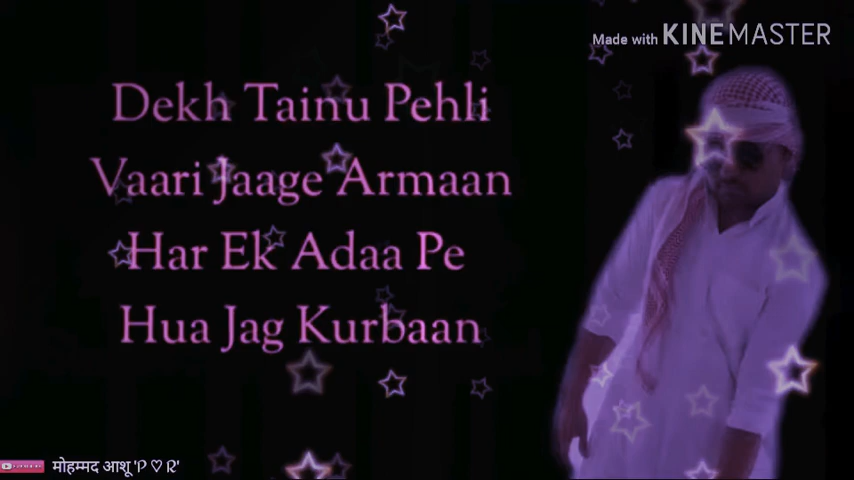 Made with KINEMASTER
Dekh Tainu Pehli
Vaari Jaage Armaan
Har Ek Adaa Pe
Hua Jag Kurbaan
मोहम्मद आशू 'P ♡ R'